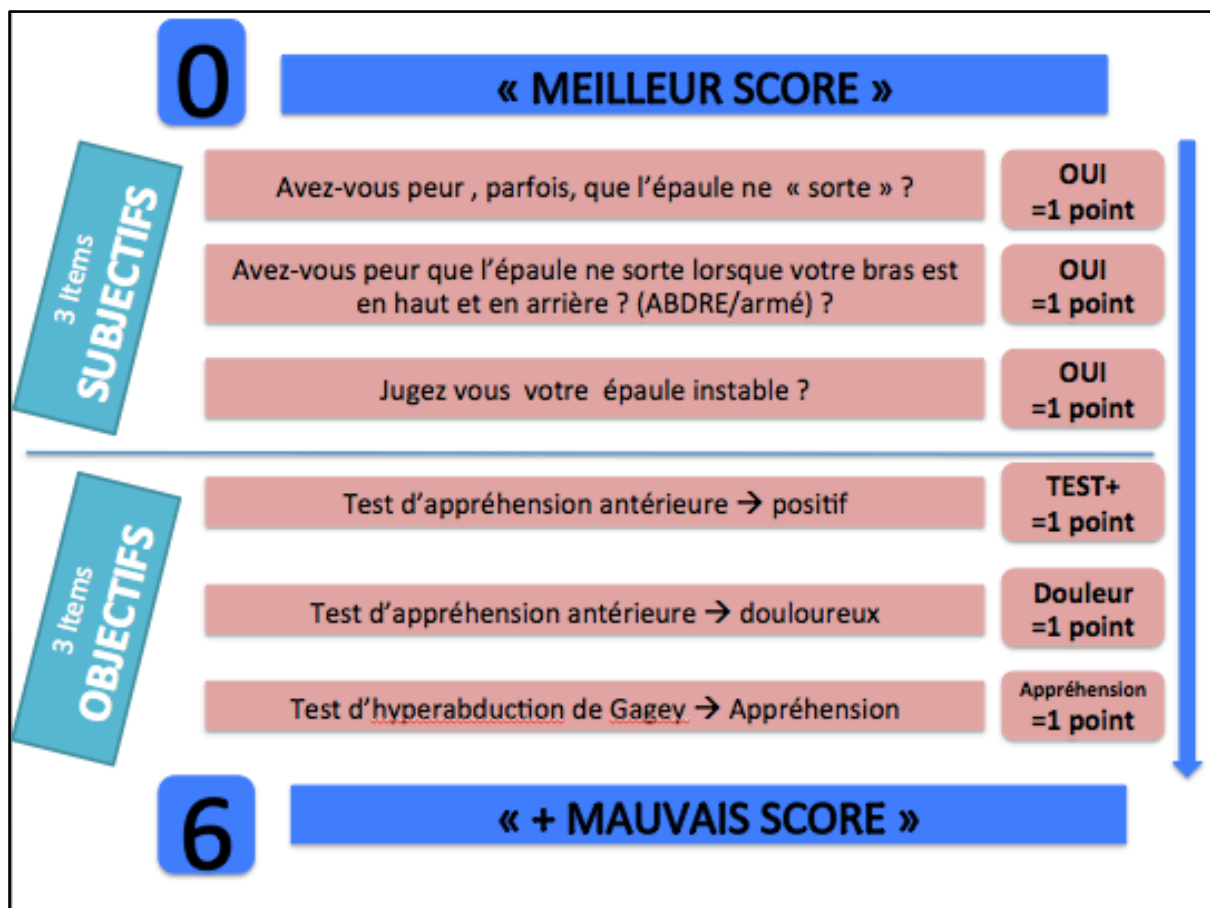 0
« MEILLEUR SCORE »
3 Items
SUBJECTIFS
Avez-vous peur , parfois, que l'épaule ne « sorte » ?
OUI
=1 point
Avez-vous peur que l'épaule ne sorte lorsque votre bras est
en haut et en arrière ? (ABDRE/armé) ?
OUI
=1 point
Jugez vous votre épaule instable ?
OUI
=1 point
3 Items
OBJECTIFS
Test d'appréhension antérieure → positif
TEST+
=1 point
Test d'appréhension antérieure → douloureux
Douleur
=1 point
Test d'hyperabduction de Gagey → Appréhension
Appréhension
=1 point
6
« + MAUVAIS SCORE »